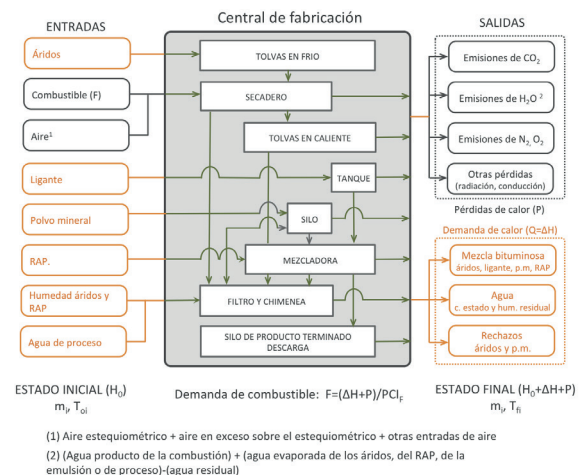 Central de fabricación
ENTRADAS
SALIDAS
Áridos
Combustible (F)
Aire¹
Ligante
Polvo mineral
RAP.
Humedad áridos y
RAP
Agua de proceso
TOLVAS EN FRIO
SECADERO
TOLVAS EN CALIENTE
TANQUE
SILO
MEZCLADORA
FILTRO Y CHIMENEA
SILO DE PRODUCTO TERMINADO
DESCARGA
Emisiones de CO₂
Emisiones de H₂O ²
Emisiones de N₂, O₂
Otras pérdidas
(radiación, conducción)
Pérdidas de calor (P)
Demanda de calor (Q=ΔH)
Mezcla bituminosa
áridos, ligante, p.m, RAP
Agua
c. estado y hum. residual
Rechazos
áridos y p.m.
ESTADO INICIAL (H₀)
mᵢ, Tₒᵢ
Demanda de combustible: F=(ΔH+P)/PCI_F
ESTADO FINAL (H₀+ΔH+P)
mᵢ, T_fi
(1) Aire estequiométrico + aire en exceso sobre el estequiométrico + otras entradas de aire
(2) (Agua producto de la combustión) + (agua evaporada de los áridos, del RAP, de la
emulsión o de proceso)-(agua residual)